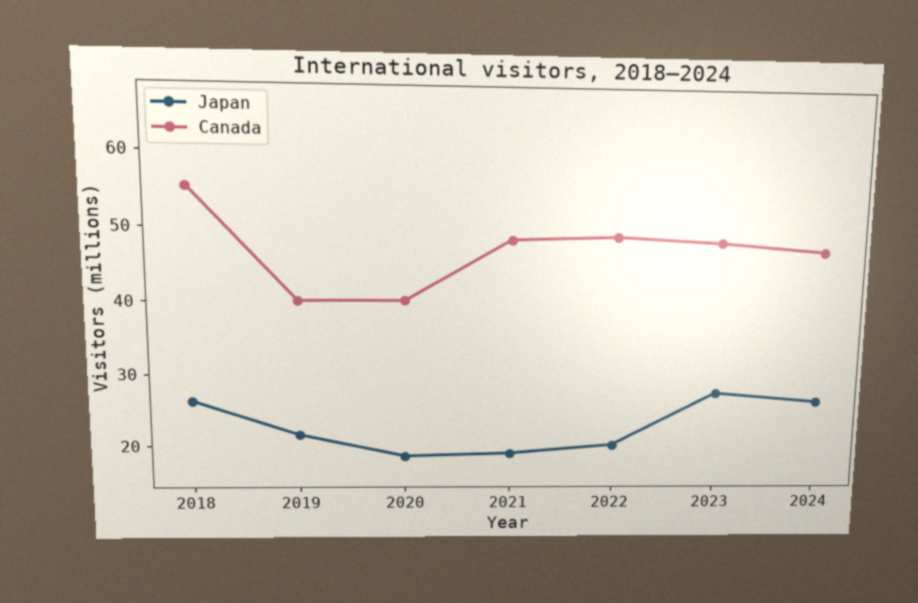 International visitors, 2018–2024
Japan
Canada
Visitors (millions)
60
50
40
30
20
2018 2019 2020 2021 2022 2023 2024
Year